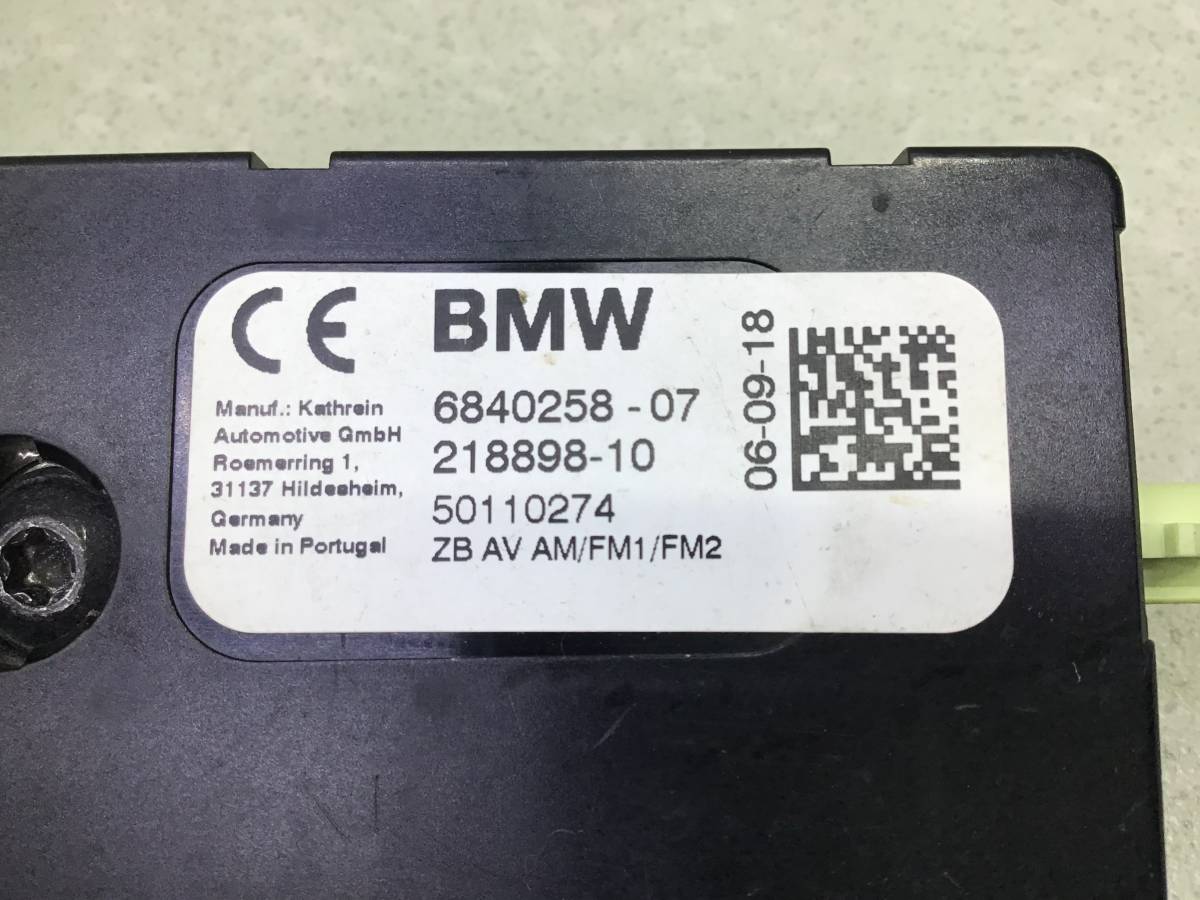 CE BMW
Manuf.: Kathrein
Automotive GmbH
Roemerring 1,
31137 Hildesheim,
Germany
Made in Portugal
6840258 - 07
218898-10
50110274
ZB AV AM/FM1/FM2
06-09-18